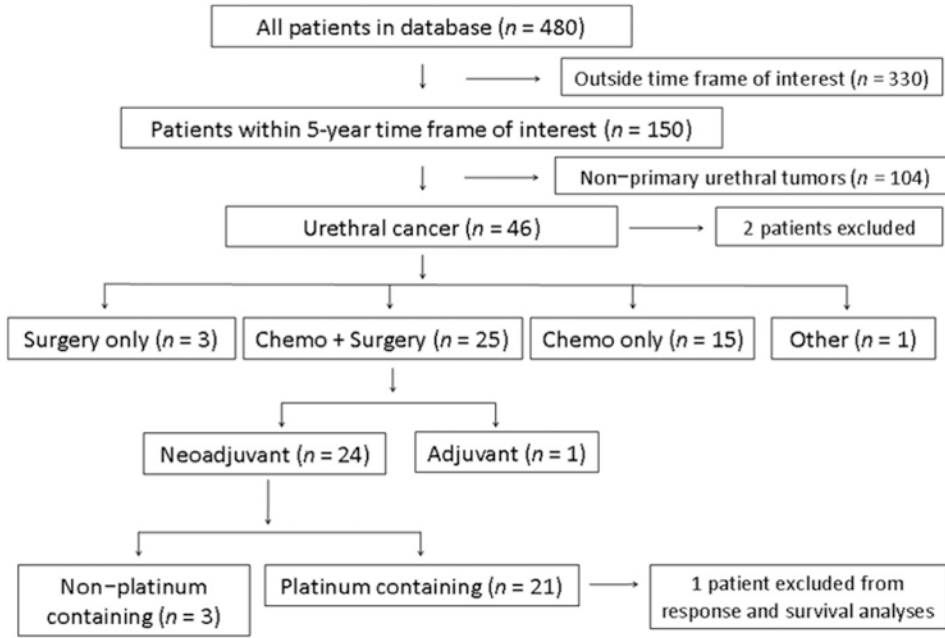 All patients in database (n = 480)
Outside time frame of interest (n = 330)
Patients within 5-year time frame of interest (n = 150)
Non−primary urethral tumors (n = 104)
Urethral cancer (n = 46)
2 patients excluded
Surgery only (n = 3)
Chemo + Surgery (n = 25)
Chemo only (n = 15)
Other (n = 1)
Neoadjuvant (n = 24)
Adjuvant (n = 1)
Non−platinum
containing (n = 3)
Platinum containing (n = 21)
1 patient excluded from
response and survival analyses